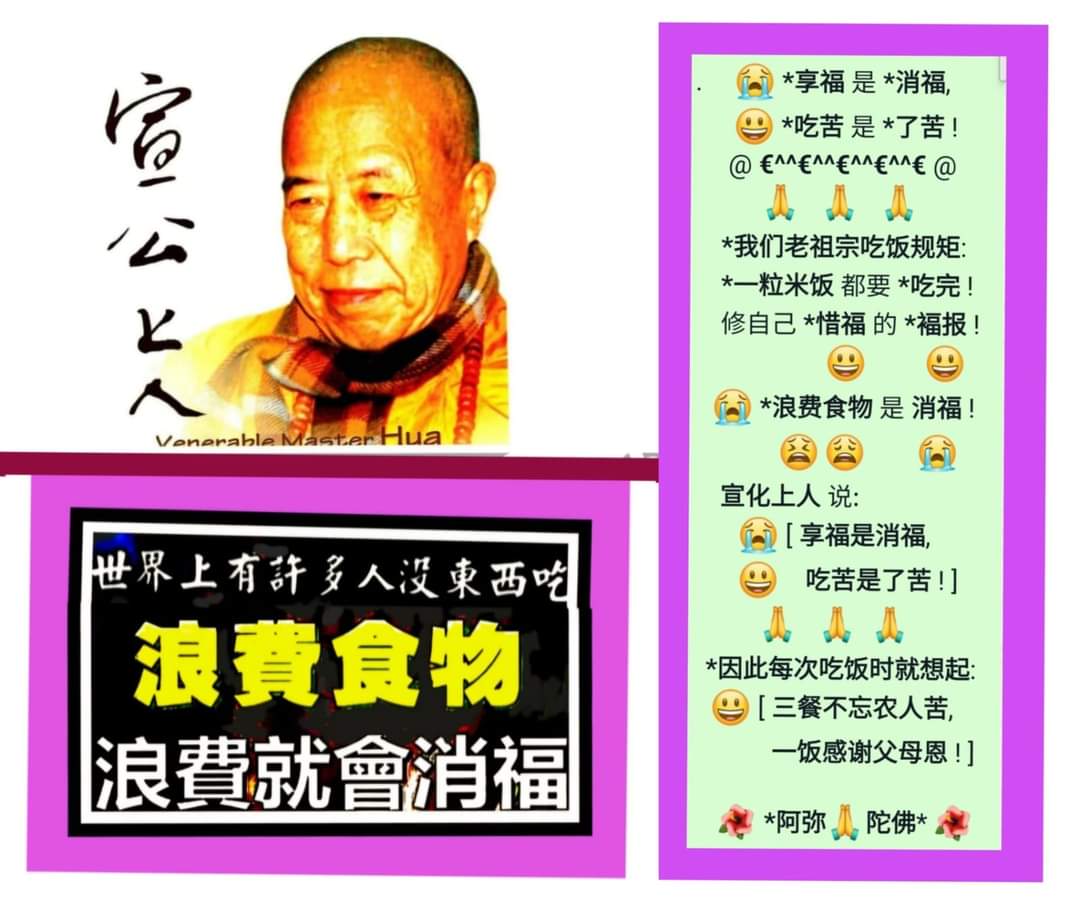 宣公上人
Venerable Master Hua
世界上有許多人没東西吃
浪費食物
浪費就會消福
. 😭 *享福 是 *消福,
😃 *吃苦 是 *了苦 !
@ €^^€^^€^^€^^€ @
🙏 🙏 🙏
*我们老祖宗吃饭规矩:
*一粒米饭 都要 *吃完 !
修自己 *惜福 的 *福报 !
😃 😃
😭 *浪费食物 是 消福 !
😫 😩 😭
宣化上人 说:
😭 [ 享福是消福,
😃 吃苦是了苦 ! ]
🙏 🙏 🙏
*因此每次吃饭时就想起:
😃 [ 三餐不忘农人苦,
一饭感谢父母恩 ! ]
🌺 *阿弥🙏陀佛* 🌺